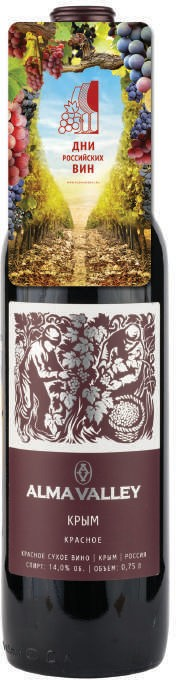 ДНИ
РОССИЙСКИХ
ВИН
ALMA VALLEY
КРЫМ
КРАСНОЕ
КРАСНОЕ СУХОЕ ВИНО | КРЫМ | РОССИЯ
СПИРТ: 14,0% ОБ. | ОБЪЕМ: 0,75 Л